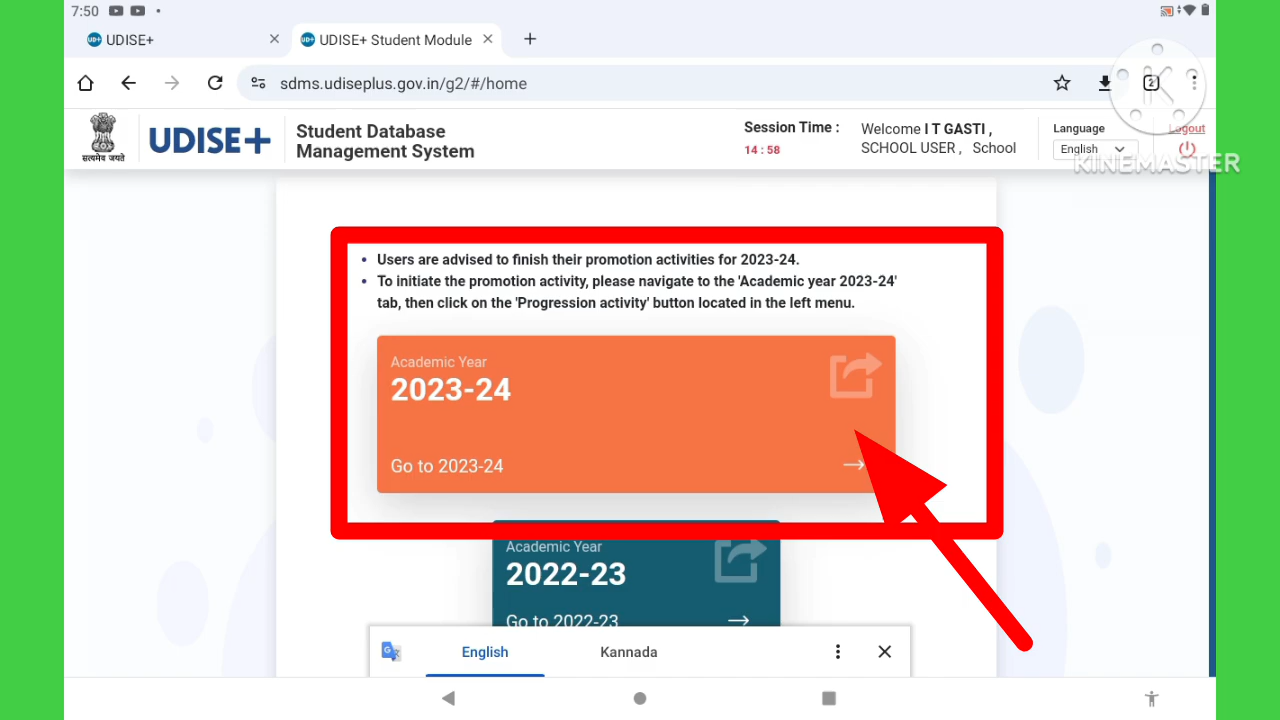 7:50
UDISE+
UDISE+ Student Module
sdms.udiseplus.gov.in/g2/#/home
2
सत्यमेव जयते
UDISE+
Student Database
Management System
Session Time :
14 : 58
Welcome I T GASTI ,
SCHOOL USER , School
Language
English
Logout
KINEMASTER
Users are advised to finish their promotion activities for 2023-24.
To initiate the promotion activity, please navigate to the 'Academic year 2023-24'
tab, then click on the 'Progression activity' button located in the left menu.
Academic Year
2023-24
Go to 2023-24
Academic Year
2022-23
Go to 2022-23
English
Kannada